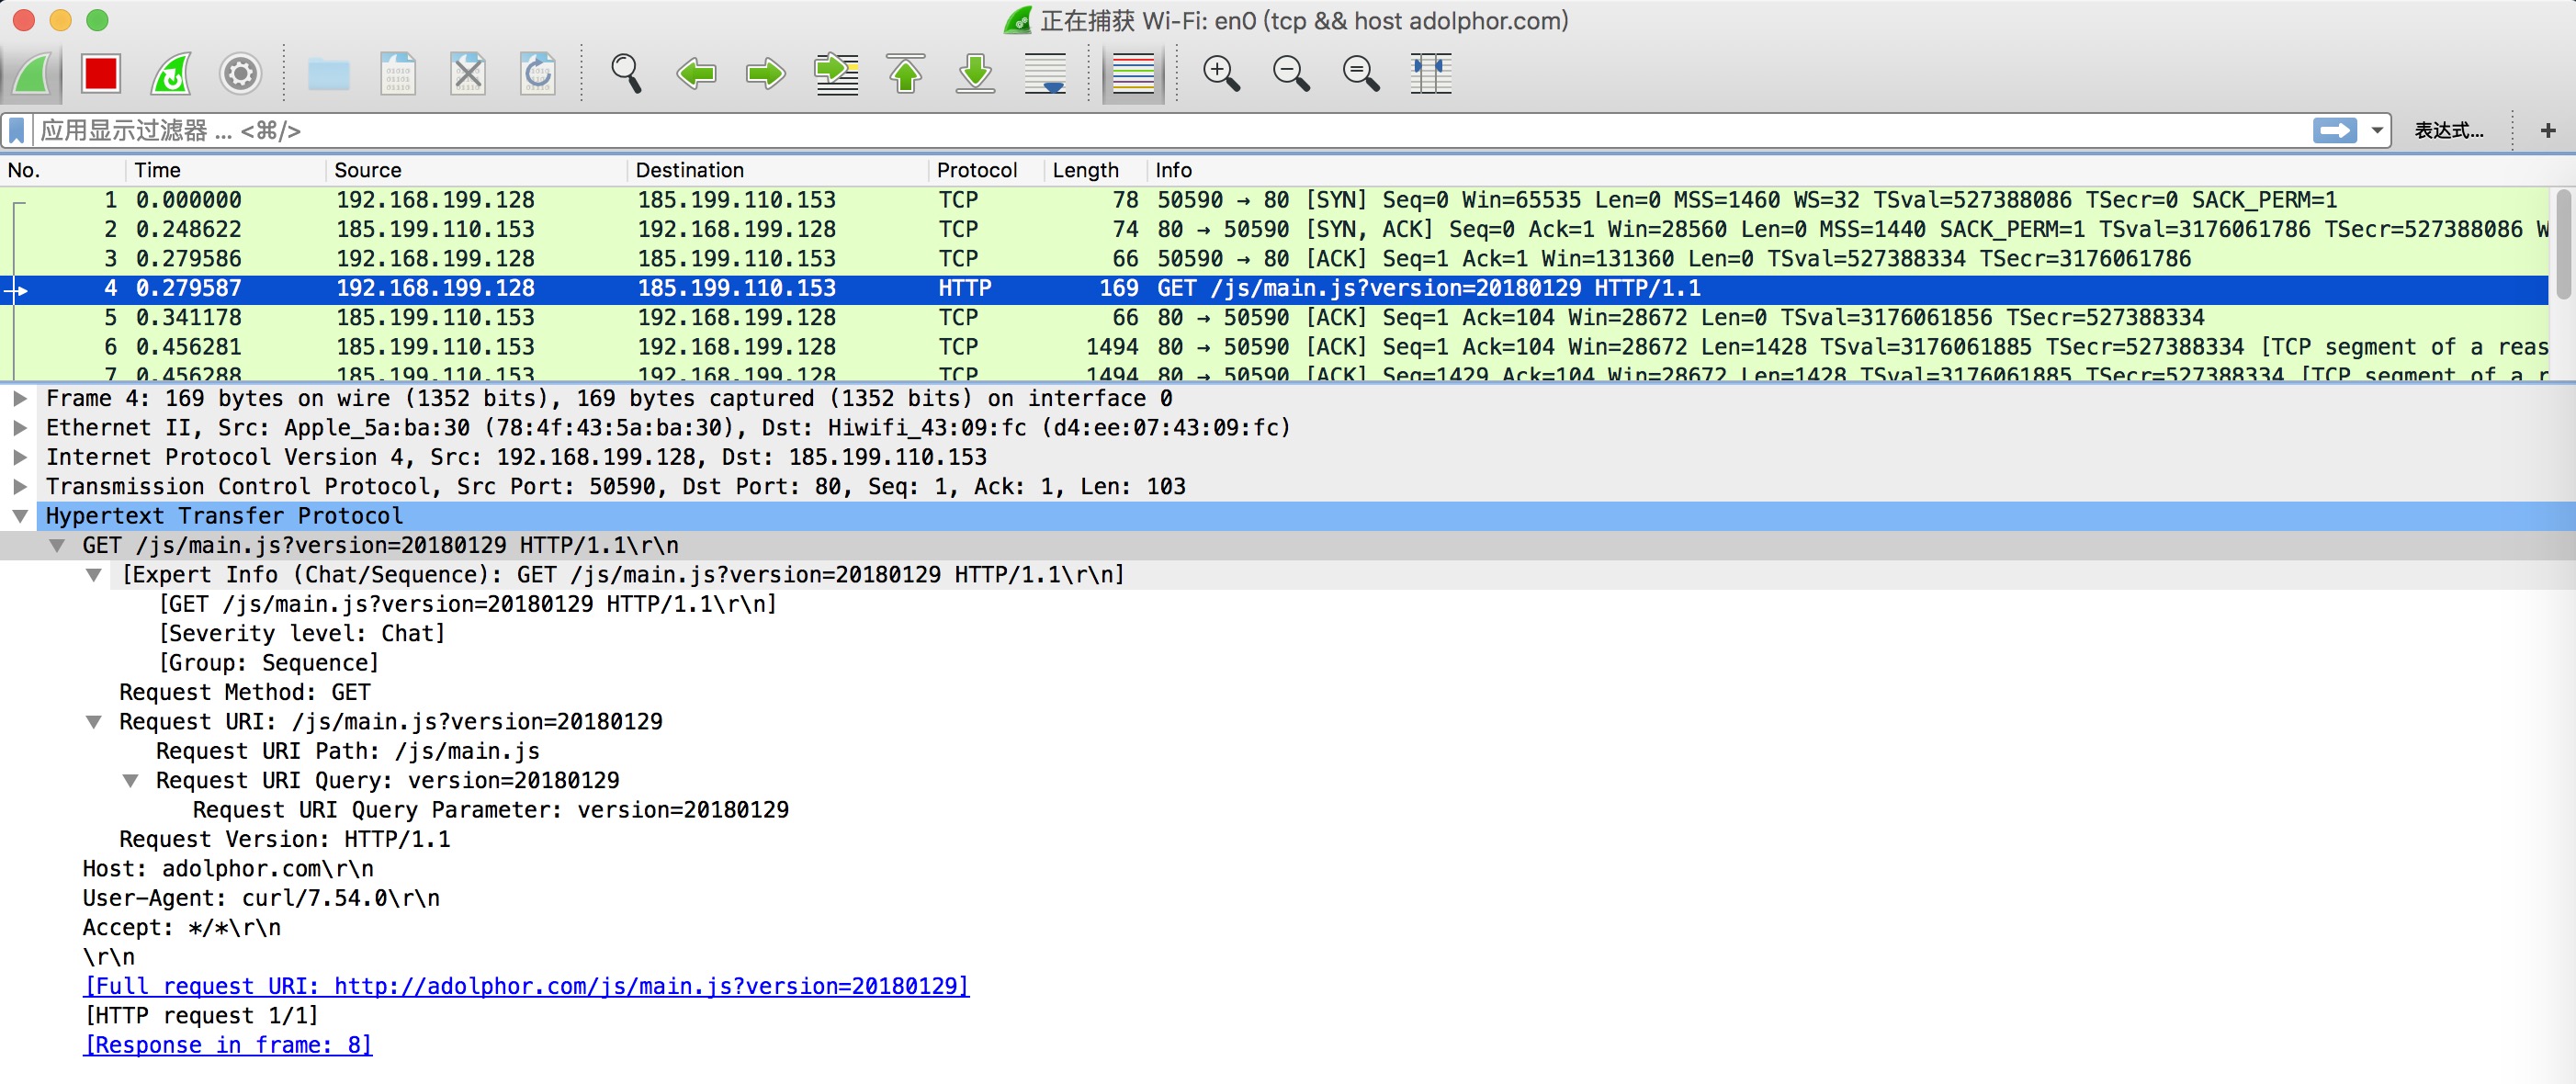 正在捕获 Wi-Fi: en0 (tcp && host adolphor.com)
应用显示过滤器 ... <⌘/>
表达式...
+
No. Time Source Destination Protocol Length Info
1 0.000000 192.168.199.128 185.199.110.153 TCP 78 50590 → 80 [SYN] Seq=0 Win=65535 Len=0 MSS=1460 WS=32 TSval=527388086 TSecr=0 SACK_PERM=1
2 0.248622 185.199.110.153 192.168.199.128 TCP 74 80 → 50590 [SYN, ACK] Seq=0 Ack=1 Win=28560 Len=0 MSS=1440 SACK_PERM=1 TSval=3176061786 TSecr=527388086 W
3 0.279586 192.168.199.128 185.199.110.153 TCP 66 50590 → 80 [ACK] Seq=1 Ack=1 Win=131360 Len=0 TSval=527388334 TSecr=3176061786
4 0.279587 192.168.199.128 185.199.110.153 HTTP 169 GET /js/main.js?version=20180129 HTTP/1.1
5 0.341178 185.199.110.153 192.168.199.128 TCP 66 80 → 50590 [ACK] Seq=1 Ack=104 Win=28672 Len=0 TSval=3176061856 TSecr=527388334
6 0.456281 185.199.110.153 192.168.199.128 TCP 1494 80 → 50590 [ACK] Seq=1 Ack=104 Win=28672 Len=1428 TSval=3176061885 TSecr=527388334 [TCP segment of a reas
7 0.456288 185.199.110.153 192.168.199.128 TCP 1494 80 → 50590 [ACK] Seq=1429 Ack=104 Win=28672 Len=1428 TSval=3176061885 TSecr=527388334 [TCP segment of a r
Frame 4: 169 bytes on wire (1352 bits), 169 bytes captured (1352 bits) on interface 0
Ethernet II, Src: Apple_5a:ba:30 (78:4f:43:5a:ba:30), Dst: Hiwifi_43:09:fc (d4:ee:07:43:09:fc)
Internet Protocol Version 4, Src: 192.168.199.128, Dst: 185.199.110.153
Transmission Control Protocol, Src Port: 50590, Dst Port: 80, Seq: 1, Ack: 1, Len: 103
Hypertext Transfer Protocol
GET /js/main.js?version=20180129 HTTP/1.1\r\n
[Expert Info (Chat/Sequence): GET /js/main.js?version=20180129 HTTP/1.1\r\n]
[GET /js/main.js?version=20180129 HTTP/1.1\r\n]
[Severity level: Chat]
[Group: Sequence]
Request Method: GET
Request URI: /js/main.js?version=20180129
Request URI Path: /js/main.js
Request URI Query: version=20180129
Request URI Query Parameter: version=20180129
Request Version: HTTP/1.1
Host: adolphor.com\r\n
User-Agent: curl/7.54.0\r\n
Accept: */*\r\n
\r\n
[Full request URI: http://adolphor.com/js/main.js?version=20180129]
[HTTP request 1/1]
[Response in frame: 8]